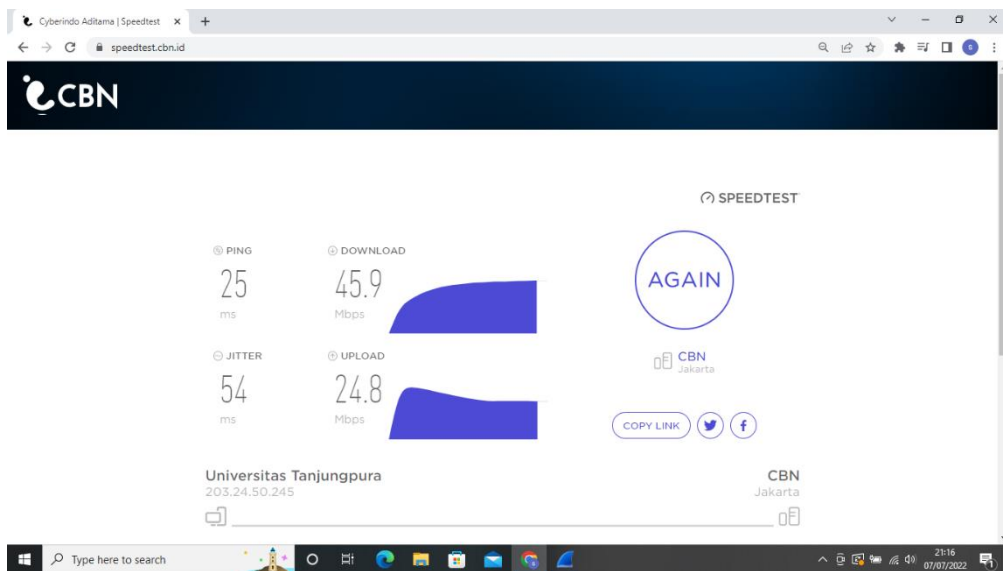 Cyberindo Aditama | Speedtest
speedtest.cbn.id
CBN
SPEEDTEST
PING
25
ms
DOWNLOAD
45.9
Mbps
AGAIN
JITTER
54
ms
UPLOAD
24.8
Mbps
CBN
Jakarta
COPY LINK
Universitas Tanjungpura
203.24.50.245
CBN
Jakarta
Type here to search
21:16
07/07/2022